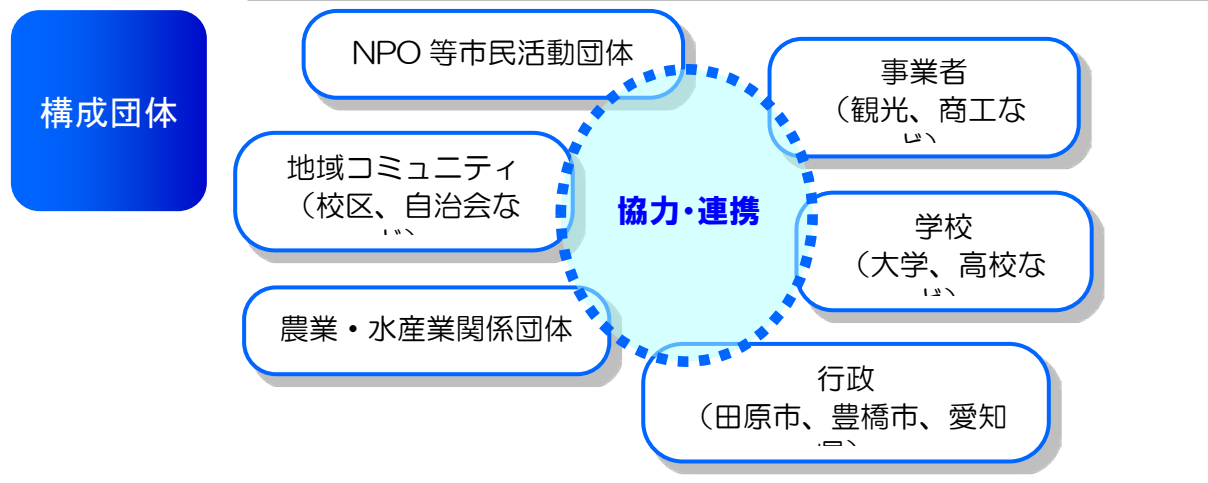 構成団体
NPO 等市民活動団体
事業者
（観光、商工な
地域コミュニティ
（校区、自治会な
協力・連携
学校
（大学、高校な
農業・水産業関係団体
行政
（田原市、豊橋市、愛知